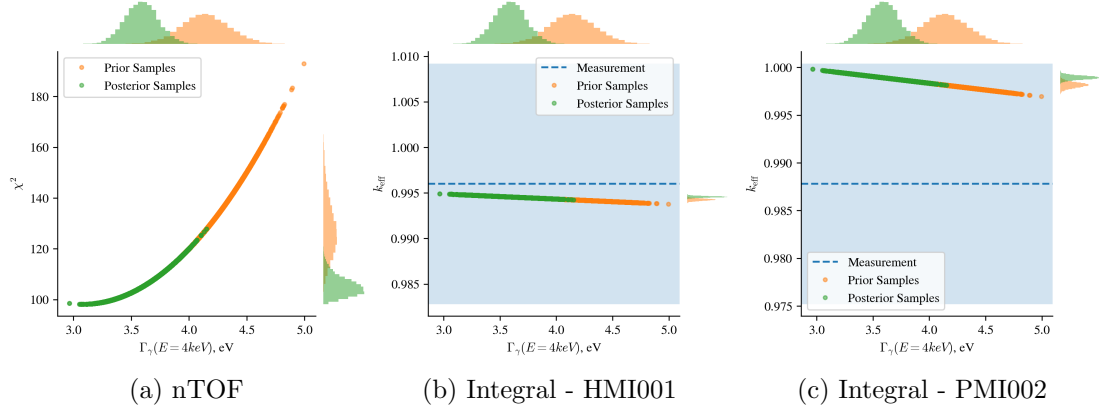 Prior Samples
Posterior Samples
180
160
140
120
100
χ²
3.0 3.5 4.0 4.5 5.0
Γγ(E = 4keV), eV
(a) nTOF
Measurement
Prior Samples
Posterior Samples
1.010
1.005
1.000
0.995
0.990
0.985
keff
3.0 3.5 4.0 4.5 5.0
Γγ(E = 4keV), eV
(b) Integral - HMI001
1.000
0.995
0.990
0.985
0.980
0.975
keff
Measurement
Prior Samples
Posterior Samples
3.0 3.5 4.0 4.5 5.0
Γγ(E = 4keV), eV
(c) Integral - PMI002